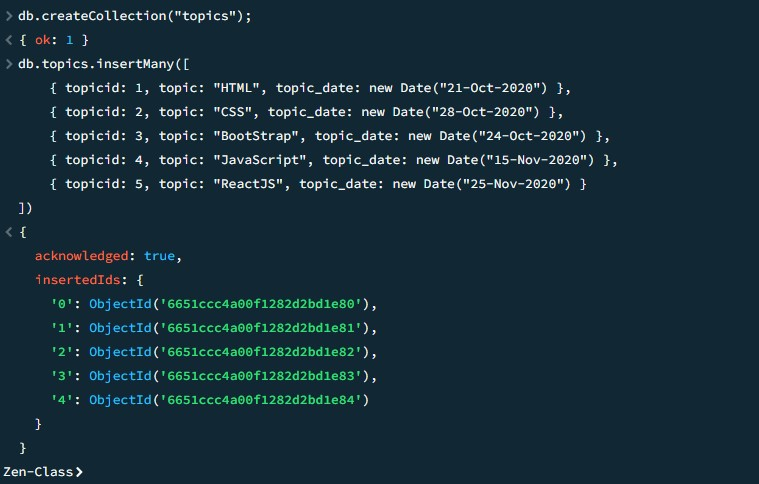 > db.createCollection("topics");
< { ok: 1 }
> db.topics.insertMany([
{ topicid: 1, topic: "HTML", topic_date: new Date("21-Oct-2020") },
{ topicid: 2, topic: "CSS", topic_date: new Date("28-Oct-2020") },
{ topicid: 3, topic: "BootStrap", topic_date: new Date("24-Oct-2020") },
{ topicid: 4, topic: "JavaScript", topic_date: new Date("15-Nov-2020") },
{ topicid: 5, topic: "ReactJS", topic_date: new Date("25-Nov-2020") }
])
< {
acknowledged: true,
insertedIds: {
'0': ObjectId('6651ccc4a00f1282d2bd1e80'),
'1': ObjectId('6651ccc4a00f1282d2bd1e81'),
'2': ObjectId('6651ccc4a00f1282d2bd1e82'),
'3': ObjectId('6651ccc4a00f1282d2bd1e83'),
'4': ObjectId('6651ccc4a00f1282d2bd1e84')
}
}
Zen-Class>